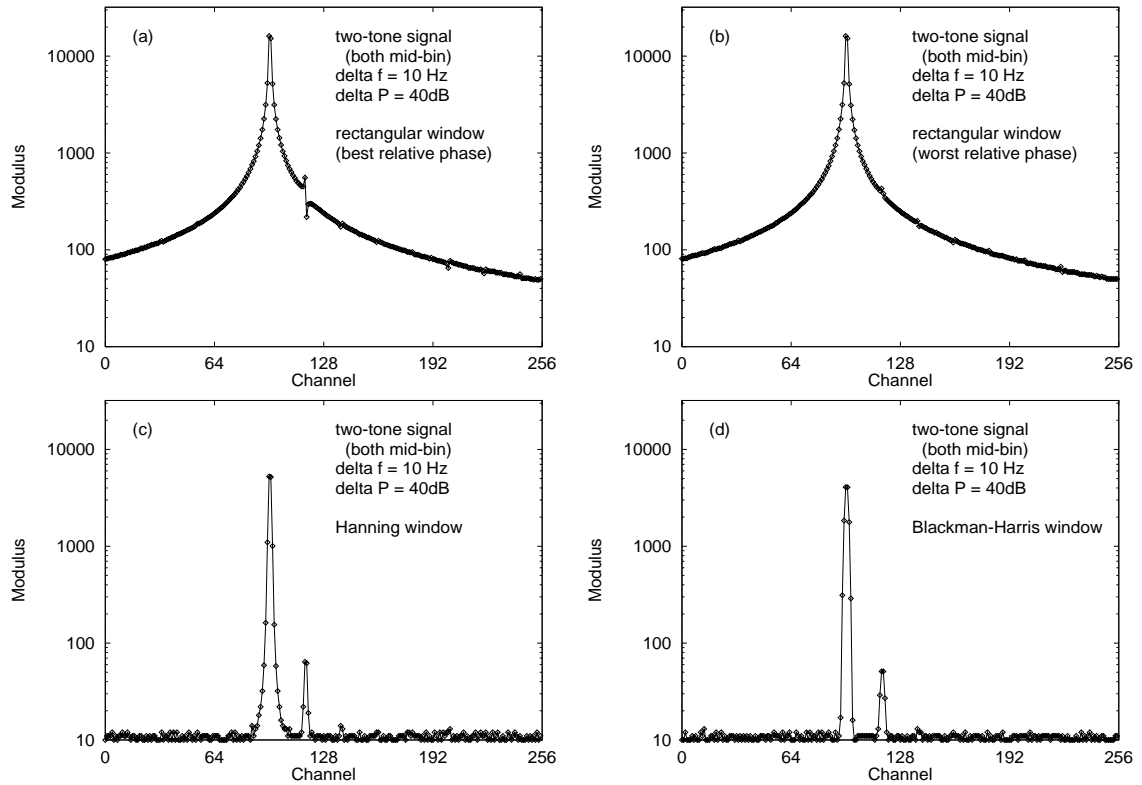 (a)
two-tone signal
(both mid-bin)
delta f = 10 Hz
delta P = 40dB
rectangular window
(best relative phase)
Modulus
10000
1000
100
10
0
64
128
192
256
Channel
(b)
two-tone signal
(both mid-bin)
delta f = 10 Hz
delta P = 40dB
rectangular window
(worst relative phase)
Modulus
10000
1000
100
10
0
64
128
192
256
Channel
(c)
two-tone signal
(both mid-bin)
delta f = 10 Hz
delta P = 40dB
Hanning window
Modulus
10000
1000
100
10
0
64
128
192
256
Channel
(d)
two-tone signal
(both mid-bin)
delta f = 10 Hz
delta P = 40dB
Blackman-Harris window
Modulus
10000
1000
100
10
0
64
128
192
256
Channel